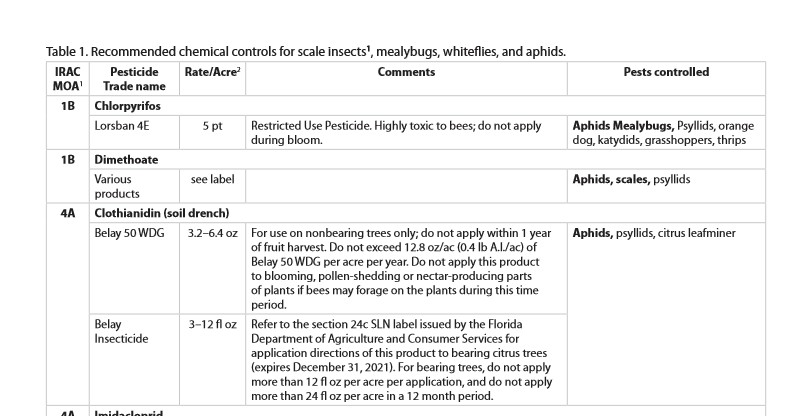 Table 1. Recommended chemical controls for scale insects¹, mealybugs, whiteflies, and aphids.
IRAC MOA¹ Pesticide Trade name Rate/Acre² Comments Pests controlled
1B Chlorpyrifos
Lorsban 4E 5 pt Restricted Use Pesticide. Highly toxic to bees; do not apply
during bloom.
Aphids Mealybugs, Psyllids, orange
dog, katydids, grasshoppers, thrips
1B Dimethoate
Various
products
see label
Aphids, scales, psyllids
4A Clothianidin (soil drench)
Belay 50 WDG 3.2–6.4 oz For use on nonbearing trees only; do not apply within 1 year
of fruit harvest. Do not exceed 12.8 oz/ac (0.4 lb A.I./ac) of
Belay 50 WDG per acre per year. Do not apply this product
to blooming, pollen-shedding or nectar-producing parts
of plants if bees may forage on the plants during this time
period.
Aphids, psyllids, citrus leafminer
Belay
Insecticide
3–12 fl oz
Refer to the section 24c SLN label issued by the Florida
Department of Agriculture and Consumer Services for
application directions of this product to bearing citrus trees
(expires December 31, 2021). For bearing trees, do not apply
more than 12 fl oz per acre per application, and do not apply
more than 24 fl oz per acre in a 12 month period.
4A Imidacloprid